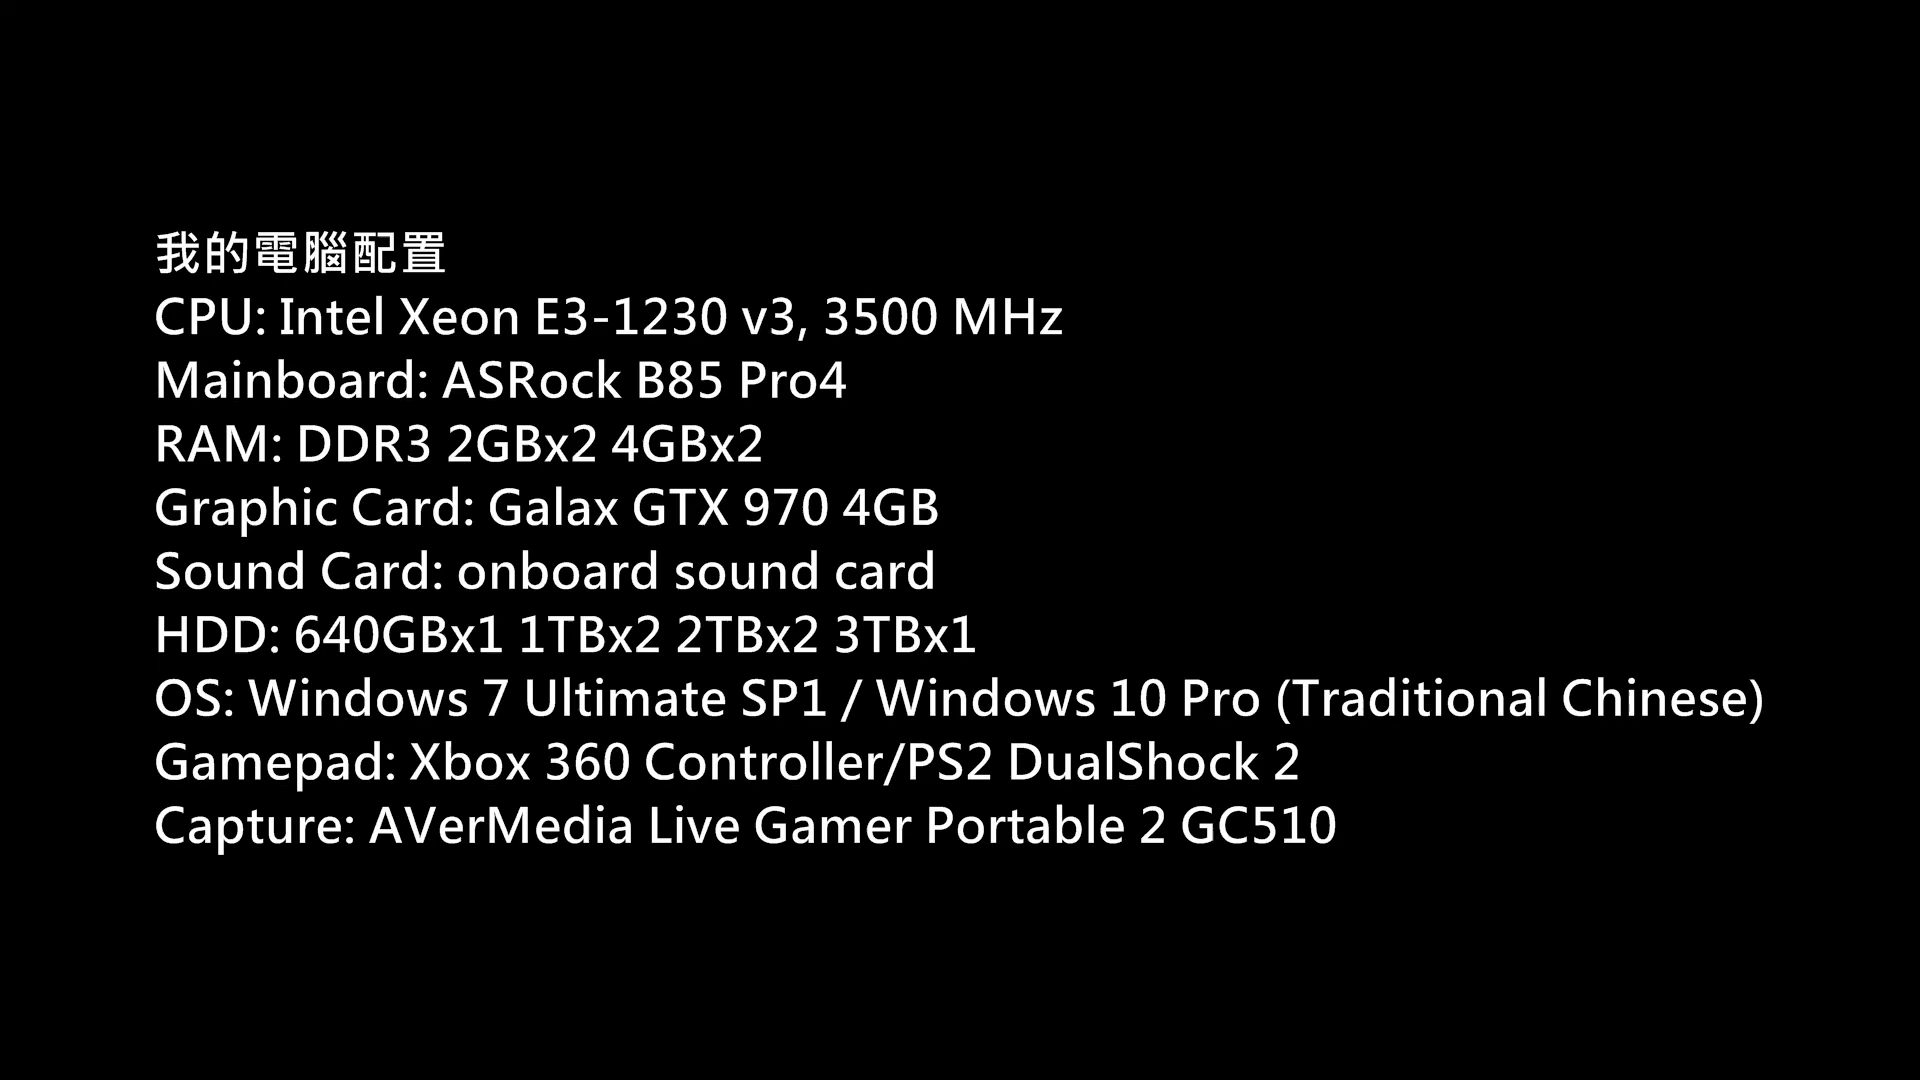 我的電腦配置
CPU: Intel Xeon E3-1230 v3, 3500 MHz
Mainboard: ASRock B85 Pro4
RAM: DDR3 2GBx2 4GBx2
Graphic Card: Galax GTX 970 4GB
Sound Card: onboard sound card
HDD: 640GBx1 1TBx2 2TBx2 3TBx1
OS: Windows 7 Ultimate SP1 / Windows 10 Pro (Traditional Chinese)
Gamepad: Xbox 360 Controller/PS2 DualShock 2
Capture: AVerMedia Live Gamer Portable 2 GC510